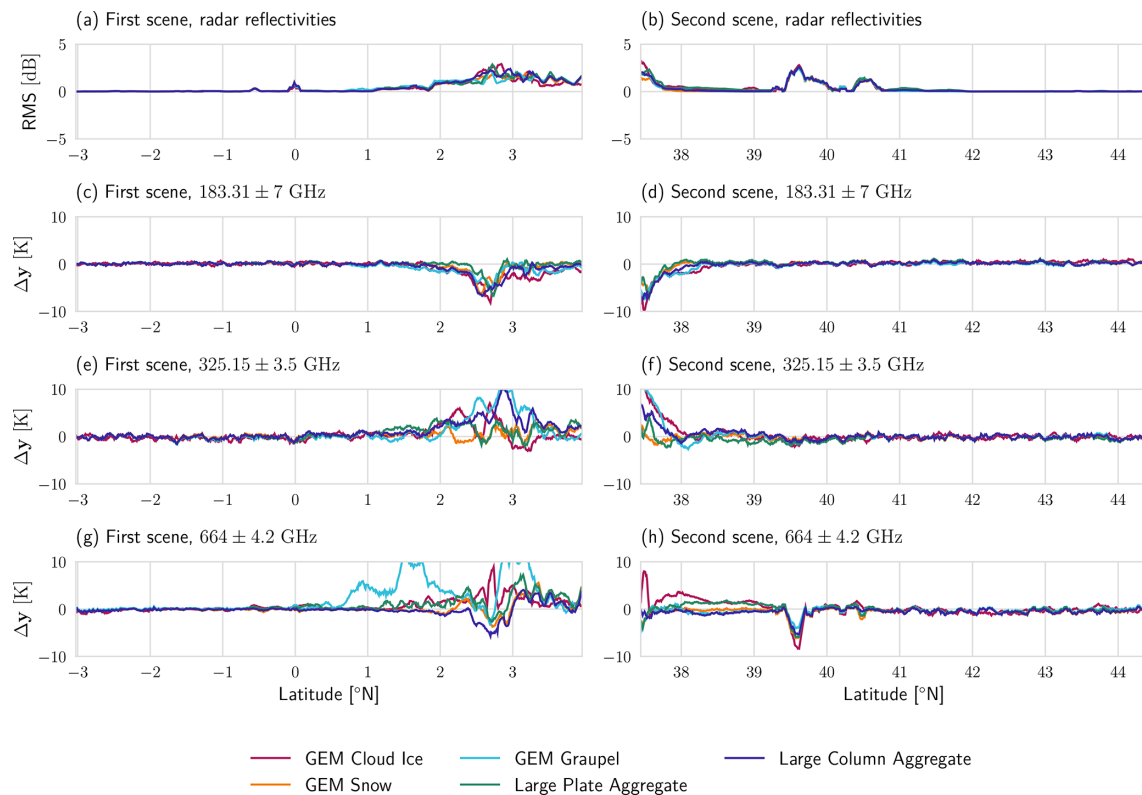 (a) First scene, radar reflectivities
(b) Second scene, radar reflectivities
RMS [dB]
5
0
−5
−3 −2 −1 0 1 2 3
5
0
−5
38 39 40 41 42 43 44
(c) First scene, 183.31 ± 7 GHz
(d) Second scene, 183.31 ± 7 GHz
Δy [K]
10
0
−10
−3 −2 −1 0 1 2 3
10
0
−10
38 39 40 41 42 43 44
(e) First scene, 325.15 ± 3.5 GHz
(f) Second scene, 325.15 ± 3.5 GHz
Δy [K]
10
0
−10
−3 −2 −1 0 1 2 3
10
0
−10
38 39 40 41 42 43 44
(g) First scene, 664 ± 4.2 GHz
(h) Second scene, 664 ± 4.2 GHz
Δy [K]
10
0
−10
−3 −2 −1 0 1 2 3
10
0
−10
38 39 40 41 42 43 44
Latitude [°N]
Latitude [°N]
GEM Cloud Ice
GEM Graupel
Large Column Aggregate
GEM Snow
Large Plate Aggregate